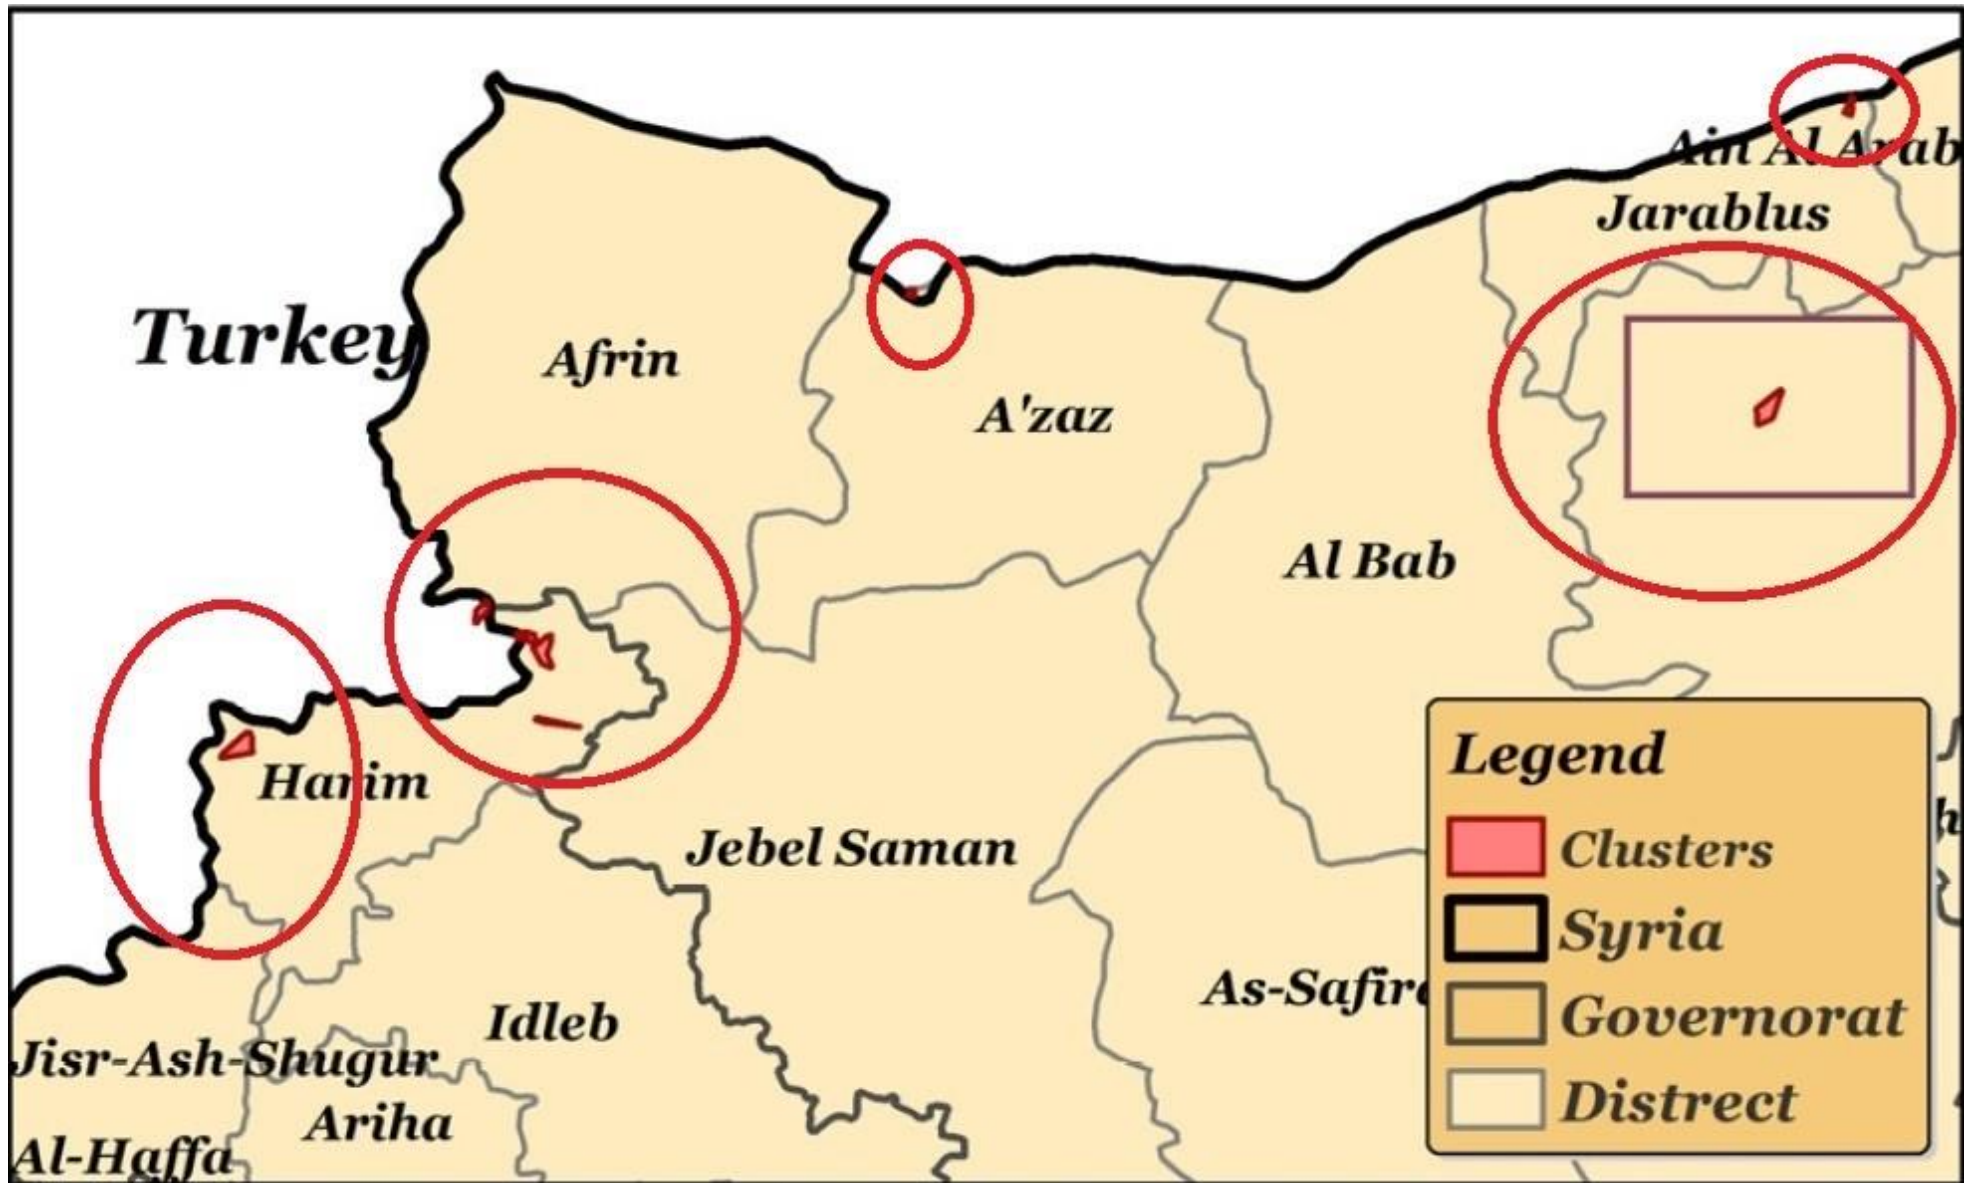 Ain Al Arab
Jarablus
Turkey
Afrin
A'zaz
Al Bab
Harim
Jebel Saman
As-Safira
Idleb
Jisr-Ash-Shugur
Ariha
Al-Haffa
Legend
Clusters
Syria
Governorat
Distrect